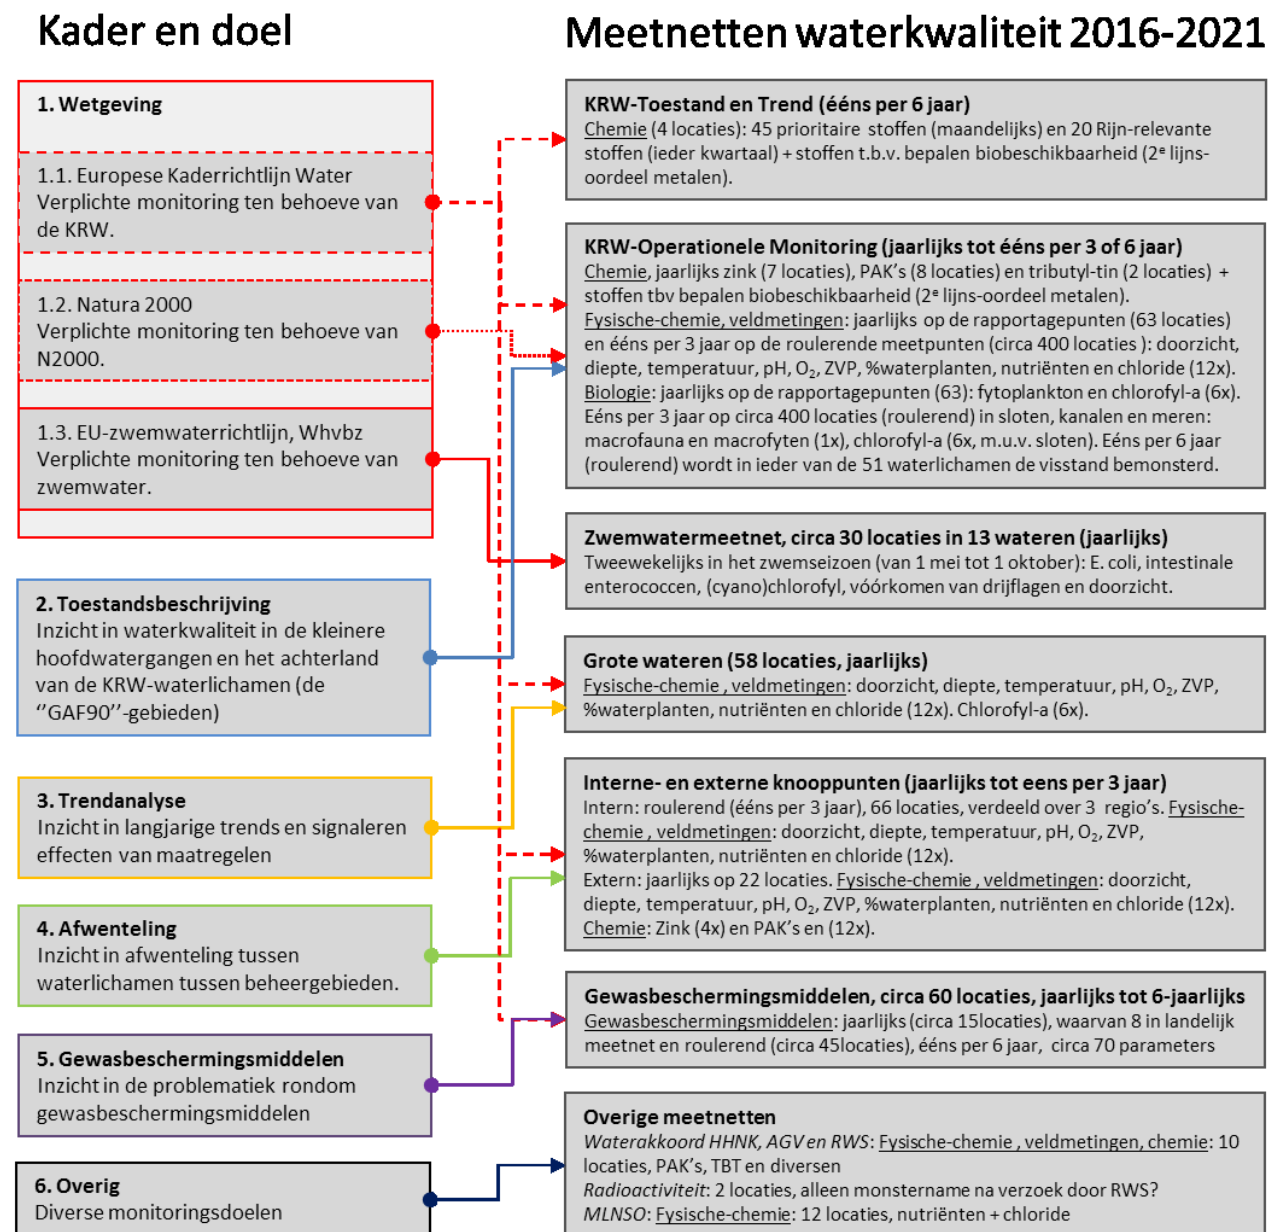 Kader en doel
Meetnetten waterkwaliteit 2016-2021
1. Wetgeving
1.1. Europese Kaderrichtlijn Water
Verplichte monitoring ten behoeve van
de KRW.
1.2. Natura 2000
Verplichte monitoring ten behoeve van
N2000.
1.3. EU-zwemwaterrichtlijn, Whvbz
Verplichte monitoring ten behoeve van
zwemwater.
2. Toestandsbeschrijving
Inzicht in waterkwaliteit in de kleinere
hoofdwatergangen en het achterland
van de KRW-waterlichamen (de
‘’GAF90’’-gebieden)
3. Trendanalyse
Inzicht in langjarige trends en signaleren
effecten van maatregelen
4. Afwenteling
Inzicht in afwenteling tussen
waterlichamen tussen beheergebieden.
5. Gewasbeschermingsmiddelen
Inzicht in de problematiek rondom
gewasbeschermingsmiddelen
6. Overig
Diverse monitoringsdoelen
KRW-Toestand en Trend (ééns per 6 jaar)
Chemie (4 locaties): 45 prioritaire stoffen (maandelijks) en 20 Rijn-relevante
stoffen (ieder kwartaal) + stoffen t.b.v. bepalen biobeschikbaarheid (2ᵉ lijns-
oordeel metalen).
KRW-Operationele Monitoring (jaarlijks tot ééns per 3 of 6 jaar)
Chemie, jaarlijks zink (7 locaties), PAK’s (8 locaties) en tributyl-tin (2 locaties) +
stoffen tbv bepalen biobeschikbaarheid (2ᵉ lijns-oordeel metalen).
Fysische-chemie, veldmetingen: jaarlijks op de rapportagepunten (63 locaties)
en ééns per 3 jaar op de roulerende meetpunten (circa 400 locaties ): doorzicht,
diepte, temperatuur, pH, O₂, ZVP, %waterplanten, nutriënten en chloride (12x).
Biologie: jaarlijks op de rapportagepunten (63): fytoplankton en chlorofyl-a (6x).
Eéns per 3 jaar op circa 400 locaties (roulerend) in sloten, kanalen en meren:
macrofauna en macrofyten (1x), chlorofyl-a (6x, m.u.v. sloten). Eéns per 6 jaar
(roulerend) wordt in ieder van de 51 waterlichamen de visstand bemonsterd.
Zwemwatermeetnet, circa 30 locaties in 13 wateren (jaarlijks)
Tweewekelijks in het zwemseizoen (van 1 mei tot 1 oktober): E. coli, intestinale
enterococcen, (cyano)chlorofyl, vóórkomen van drijflagen en doorzicht.
Grote wateren (58 locaties, jaarlijks)
Fysische-chemie , veldmetingen: doorzicht, diepte, temperatuur, pH, O₂, ZVP,
%waterplanten, nutriënten en chloride (12x). Chlorofyl-a (6x).
Interne- en externe knooppunten (jaarlijks tot eens per 3 jaar)
Intern: roulerend (ééns per 3 jaar), 66 locaties, verdeeld over 3 regio’s. Fysische-
chemie , veldmetingen: doorzicht, diepte, temperatuur, pH, O₂, ZVP,
%waterplanten, nutriënten en chloride (12x).
Extern: jaarlijks op 22 locaties. Fysische-chemie , veldmetingen: doorzicht,
diepte, temperatuur, pH, O₂, ZVP, %waterplanten, nutriënten en chloride (12x).
Chemie: Zink (4x) en PAK’s en (12x).
Gewasbeschermingsmiddelen, circa 60 locaties, jaarlijks tot 6-jaarlijks
Gewasbeschermingsmiddelen: jaarlijks (circa 15locaties), waarvan 8 in landelijk
meetnet en roulerend (circa 45locaties), ééns per 6 jaar, circa 70 parameters
Overige meetnetten
Waterakkoord HHNK, AGV en RWS: Fysische-chemie , veldmetingen, chemie: 10
locaties, PAK’s, TBT en diversen
Radioactiviteit: 2 locaties, alleen monstername na verzoek door RWS?
MLNSO: Fysische-chemie: 12 locaties, nutriënten + chloride